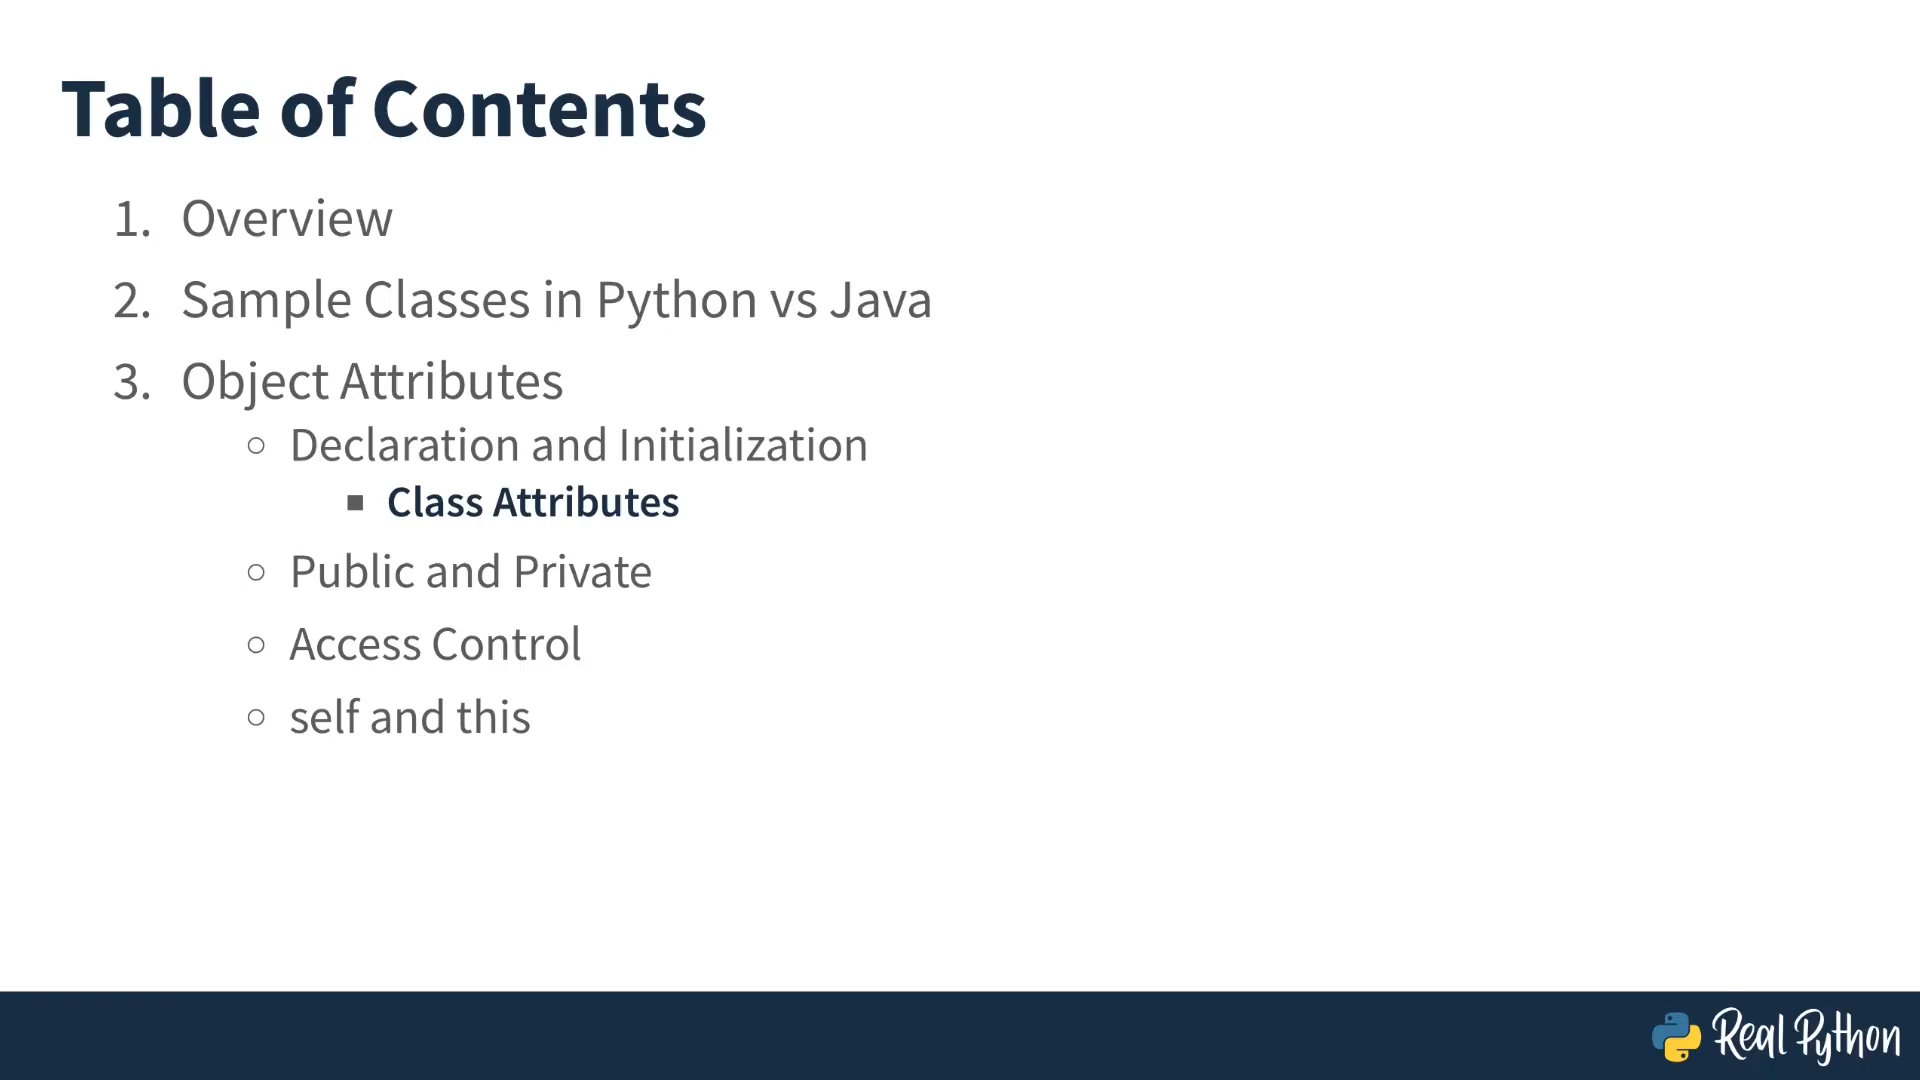 Table of Contents
1. Overview
2. Sample Classes in Python vs Java
3. Object Attributes
○ Declaration and Initialization
■ Class Attributes
○ Public and Private
○ Access Control
○ self and this
Real Python